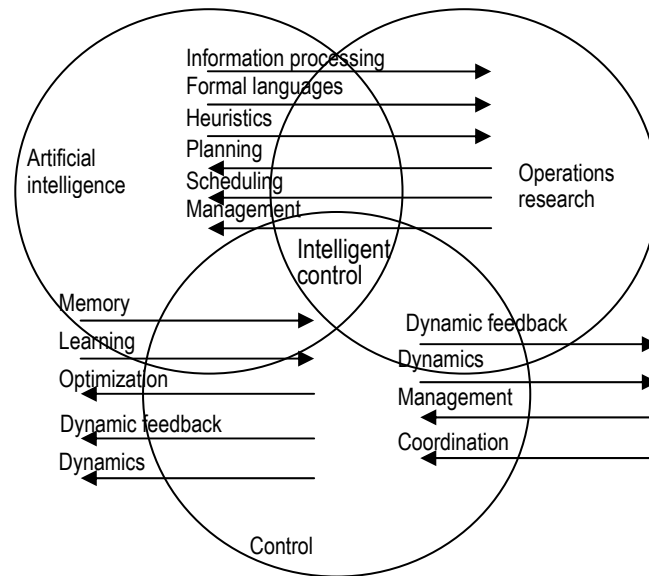 Information processing
Formal languages
Heuristics
Artificial
intelligence
Planning
Scheduling
Management
Operations
research
Intelligent
control
Memory
Learning
Optimization
Dynamic feedback
Dynamics
Dynamic feedback
Dynamics
Management
Coordination
Control